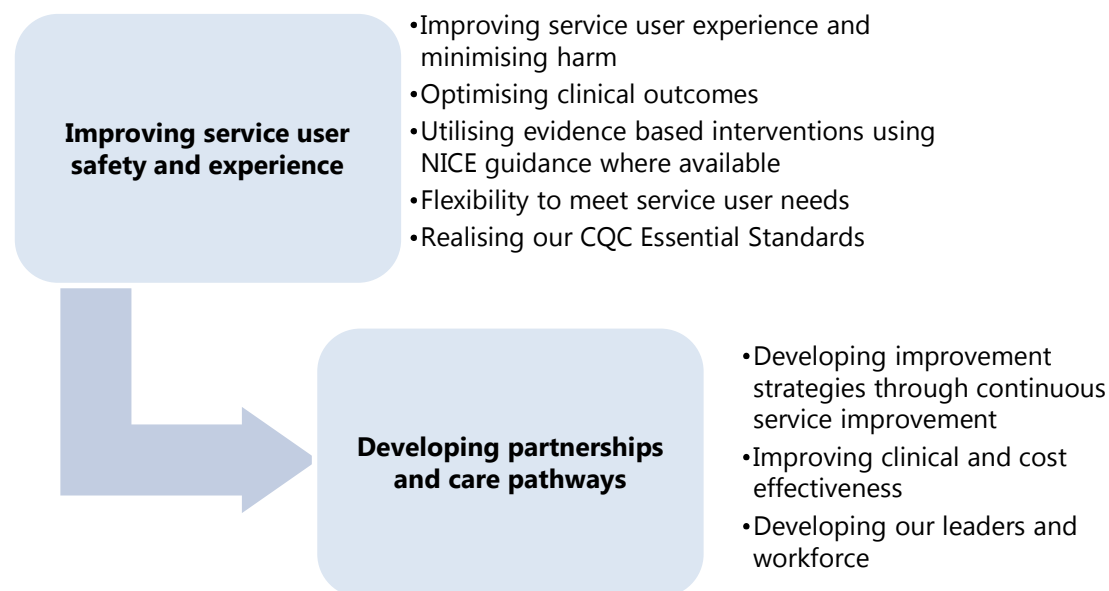 Improving service user
safety and experience
•Improving service user experience and
minimising harm
•Optimising clinical outcomes
•Utilising evidence based interventions using
NICE guidance where available
•Flexibility to meet service user needs
•Realising our CQC Essential Standards
Developing partnerships
and care pathways
•Developing improvement
strategies through continuous
service improvement
•Improving clinical and cost
effectiveness
•Developing our leaders and
workforce